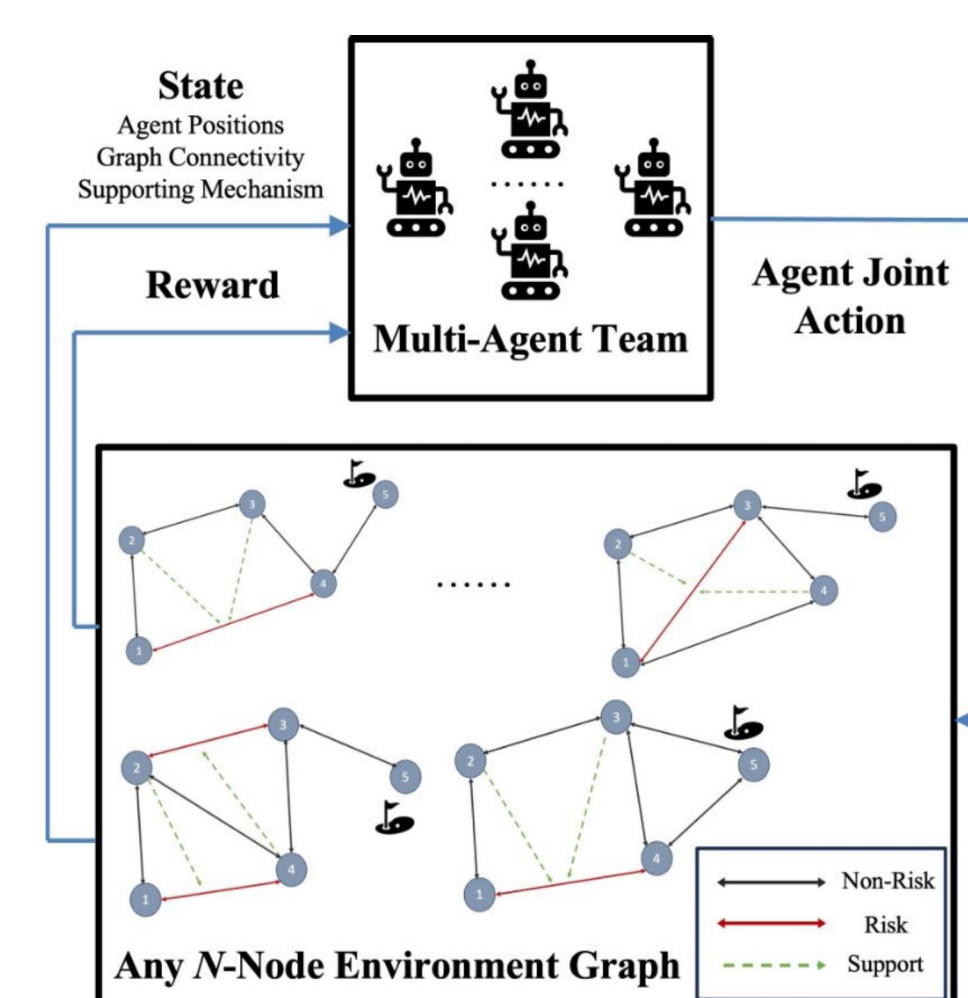 State
Agent Positions
Graph Connectivity
Supporting Mechanism
Reward
......
Multi-Agent Team
Agent Joint
Action
3
5
2
4
1
......
3
5
2
4
1
3
2
5
4
1
3
2
5
4
1
Non-Risk
Risk
Support
Any N-Node Environment Graph